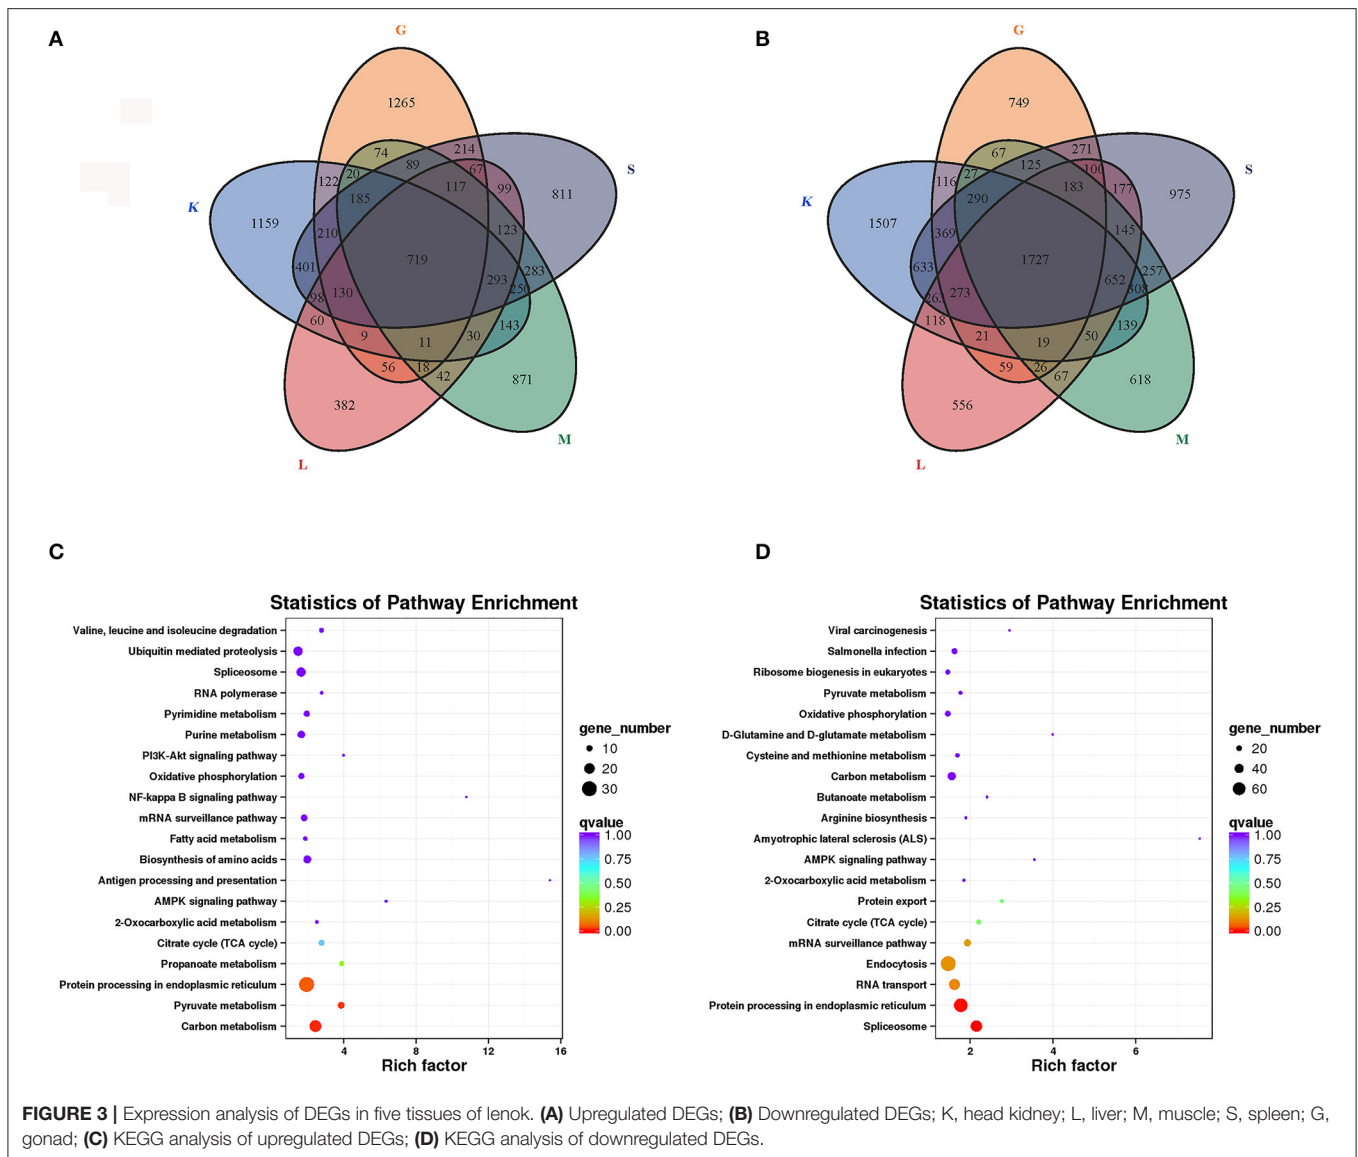 A
G
1265
74
89
214
67
S
122
20
117
99
811
185
K
1159
210
123
719
401
283
293
250
98
130
60
9
11
30
143
56
18
42
871
382
M
L
B
G
749
67
125
271
100
S
116
27
183
177
975
290
K
1507
369
145
1727
633
257
652
308
263
273
118
21
19
50
139
59
26
67
618
556
M
L
C
Statistics of Pathway Enrichment
Valine, leucine and isoleucine degradation
Ubiquitin mediated proteolysis
Spliceosome
RNA polymerase
Pyrimidine metabolism
Purine metabolism
PI3K-Akt signaling pathway
Oxidative phosphorylation
NF-kappa B signaling pathway
mRNA surveillance pathway
Fatty acid metabolism
Biosynthesis of amino acids
Antigen processing and presentation
AMPK signaling pathway
2-Oxocarboxylic acid metabolism
Citrate cycle (TCA cycle)
Propanoate metabolism
Protein processing in endoplasmic reticulum
Pyruvate metabolism
Carbon metabolism
4 8 12 16
Rich factor
gene_number
10
20
30
qvalue
1.00
0.75
0.50
0.25
0.00
D
Statistics of Pathway Enrichment
Viral carcinogenesis
Salmonella infection
Ribosome biogenesis in eukaryotes
Pyruvate metabolism
Oxidative phosphorylation
D-Glutamine and D-glutamate metabolism
Cysteine and methionine metabolism
Carbon metabolism
Butanoate metabolism
Arginine biosynthesis
Amyotrophic lateral sclerosis (ALS)
AMPK signaling pathway
2-Oxocarboxylic acid metabolism
Protein export
Citrate cycle (TCA cycle)
mRNA surveillance pathway
Endocytosis
RNA transport
Protein processing in endoplasmic reticulum
Spliceosome
2 4 6
Rich factor
gene_number
20
40
60
qvalue
1.00
0.75
0.50
0.25
0.00
FIGURE 3 | Expression analysis of DEGs in five tissues of lenok. (A) Upregulated DEGs; (B) Downregulated DEGs; K, head kidney; L, liver; M, muscle; S, spleen; G,
gonad; (C) KEGG analysis of upregulated DEGs; (D) KEGG analysis of downregulated DEGs.